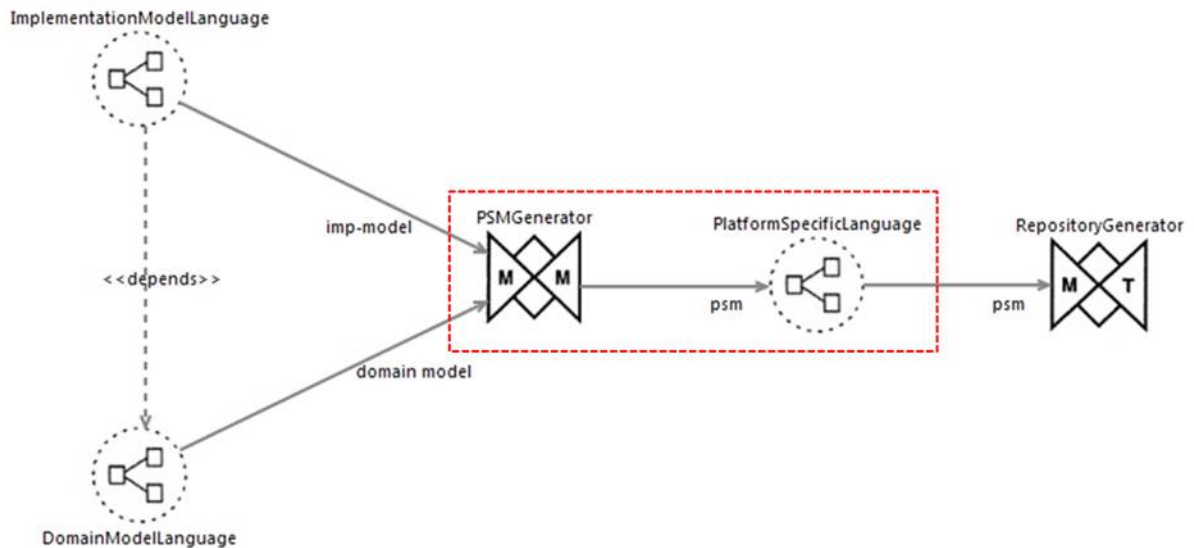 ImplementationModelLanguage
imp-model
<<depends>>
domain model
DomainModelLanguage
PSMGenerator
M M
psm
PlatformSpecificLanguage
psm
RepositoryGenerator
M T